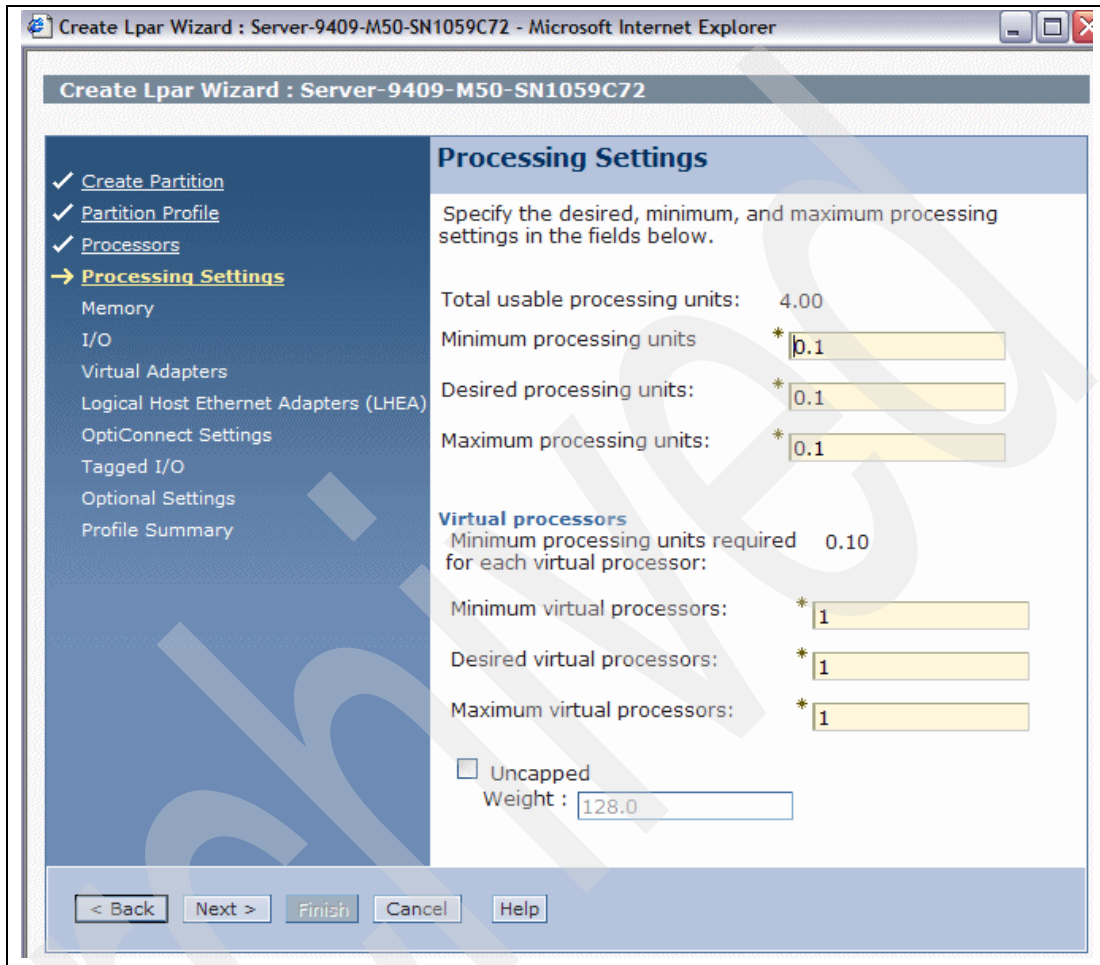 Create Lpar Wizard : Server-9409-M50-SN1059C72 - Microsoft Internet Explorer
Create Lpar Wizard : Server-9409-M50-SN1059C72
Create Partition
Partition Profile
Processors
Processing Settings
Memory
I/O
Virtual Adapters
Logical Host Ethernet Adapters (LHEA)
OptiConnect Settings
Tagged I/O
Optional Settings
Profile Summary
Processing Settings
Specify the desired, minimum, and maximum processing
settings in the fields below.
Total usable processing units: 4.00
Minimum processing units * 0.1
Desired processing units: * 0.1
Maximum processing units: * 0.1
Virtual processors
Minimum processing units required 0.10
for each virtual processor:
Minimum virtual processors: * 1
Desired virtual processors: * 1
Maximum virtual processors: * 1
Uncapped
Weight : 128.0
< Back Next > Finish Cancel Help